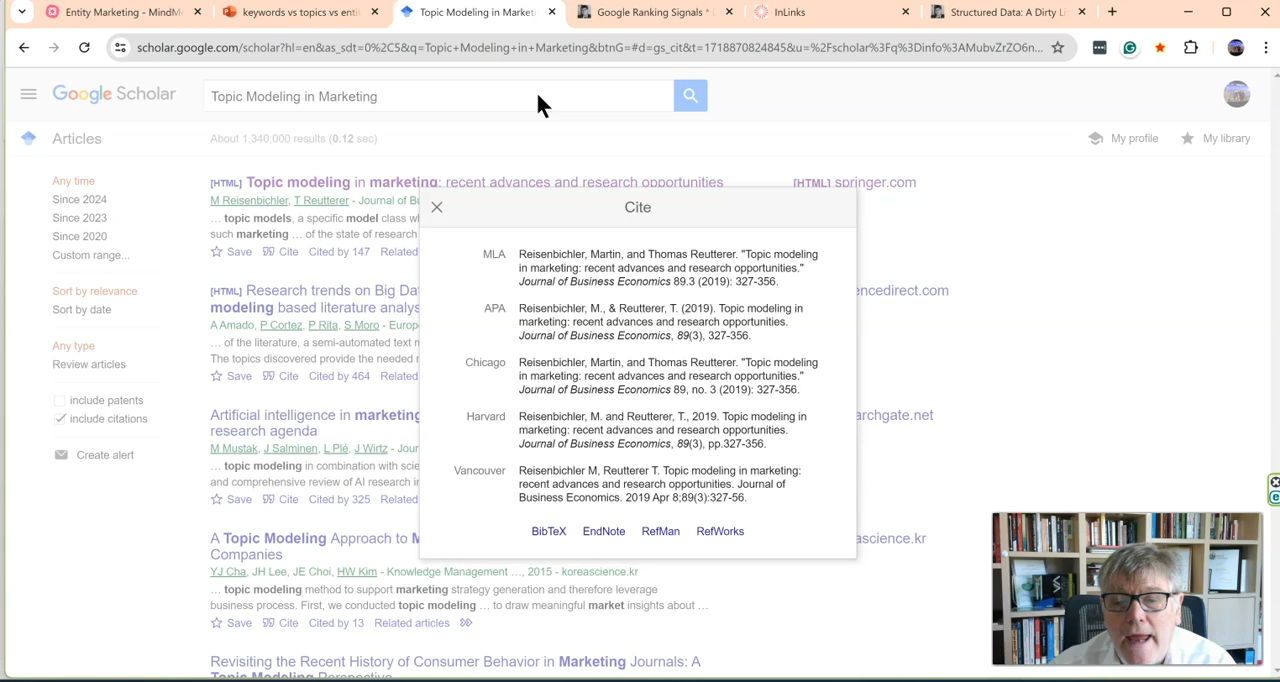 Entity Marketing - MindM
keywords vs topics vs enti
Topic Modeling in Marketi
Google Ranking Signals * 
InLinks
Structured Data: A Dirty Li
scholar.google.com/scholar?hl=en&as_sdt=0%2C5&q=Topic+Modeling+in+Marketing&btnG=#d=gs_cit&t=1718870824845&u=%2Fscholar%3Fq%3Dinfo%3AMubvZrZO6n...
Google Scholar
Topic Modeling in Marketing
Articles
About 1,340,000 results (0.12 sec)
My profile
My library
Any time
Since 2024
Since 2023
Since 2020
Custom range...
Sort by relevance
Sort by date
Any type
Review articles
include patents
include citations
Create alert
[HTML] Topic modeling in marketing: recent advances and research opportunities
[HTML] springer.com
M Reisenbichler, T Reutterer - Journal of B
... topic models, a specific model class w
such marketing ... of the state of research
Save Cite Cited by 147 Related
[HTML] Research trends on Big Da
encedirect.com
modeling based literature analys
A Amado, P Cortez, P Rita, S Moro - Europe
... of the literature, a semi-automated text m
The topics discovered provide the needed
Save Cite Cited by 464 Related
Artificial intelligence in marketing
archgate.net
research agenda
M Mustak, J Salminen, L Plé, J Wirtz - Jour
... topic modeling in combination with scie
and comprehensive review of AI research i
Save Cite Cited by 325 Related
A Topic Modeling Approach to M
ascience.kr
Companies
YJ Cha, JH Lee, JE Choi, HW Kim - Knowledge Management ..., 2015 - koreascience.kr
... topic modeling method to support marketing strategy generation and therefore leverage
business process. First, we conducted topic modeling ... to draw meaningful market insights about ...
Save Cite Cited by 13 Related articles
Revisiting the Recent History of Consumer Behavior in Marketing Journals: A
Topic Modeling Perspective
Cite
MLA
Reisenbichler, Martin, and Thomas Reutterer. "Topic modeling
in marketing: recent advances and research opportunities."
Journal of Business Economics 89.3 (2019): 327-356.
APA
Reisenbichler, M., & Reutterer, T. (2019). Topic modeling in
marketing: recent advances and research opportunities.
Journal of Business Economics, 89(3), 327-356.
Chicago
Reisenbichler, Martin, and Thomas Reutterer. "Topic modeling
in marketing: recent advances and research opportunities."
Journal of Business Economics 89, no. 3 (2019): 327-356.
Harvard
Reisenbichler, M. and Reutterer, T., 2019. Topic modeling in
marketing: recent advances and research opportunities.
Journal of Business Economics, 89(3), pp.327-356.
Vancouver
Reisenbichler M, Reutterer T. Topic modeling in marketing:
recent advances and research opportunities. Journal of
Business Economics. 2019 Apr 8;89(3):327-56.
BibTeX EndNote RefMan RefWorks